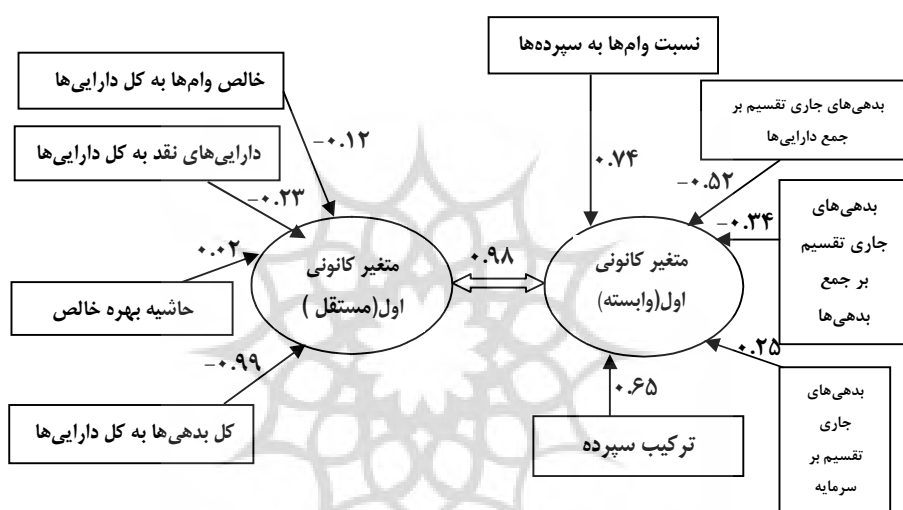 نسبت وام‌ها به سپرده‌ها
خالص وام‌ها به کل دارایی‌ها
بدهی‌های جاری تقسیم بر
جمع دارایی‌ها
−۰.۱۲
دارایی‌های نقد به کل دارایی‌ها
۰.۷۴
−۰.۵۲
−۰.۲۳
بدهی‌های
جاری تقسیم
بر جمع
بدهی‌ها
−۰.۳۴
۰.۰۲
متغیر کانونی
اول(مستقل )
۰.۹۸
متغیر کانونی
اول(وابسته)
حاشیه بهره خالص
−۰.۹۹
۰.۲۵
۰.۶۵
کل بدهی‌ها به کل دارایی‌ها
ترکیب سپرده
بدهی‌های
جاری
تقسیم بر
سرمایه